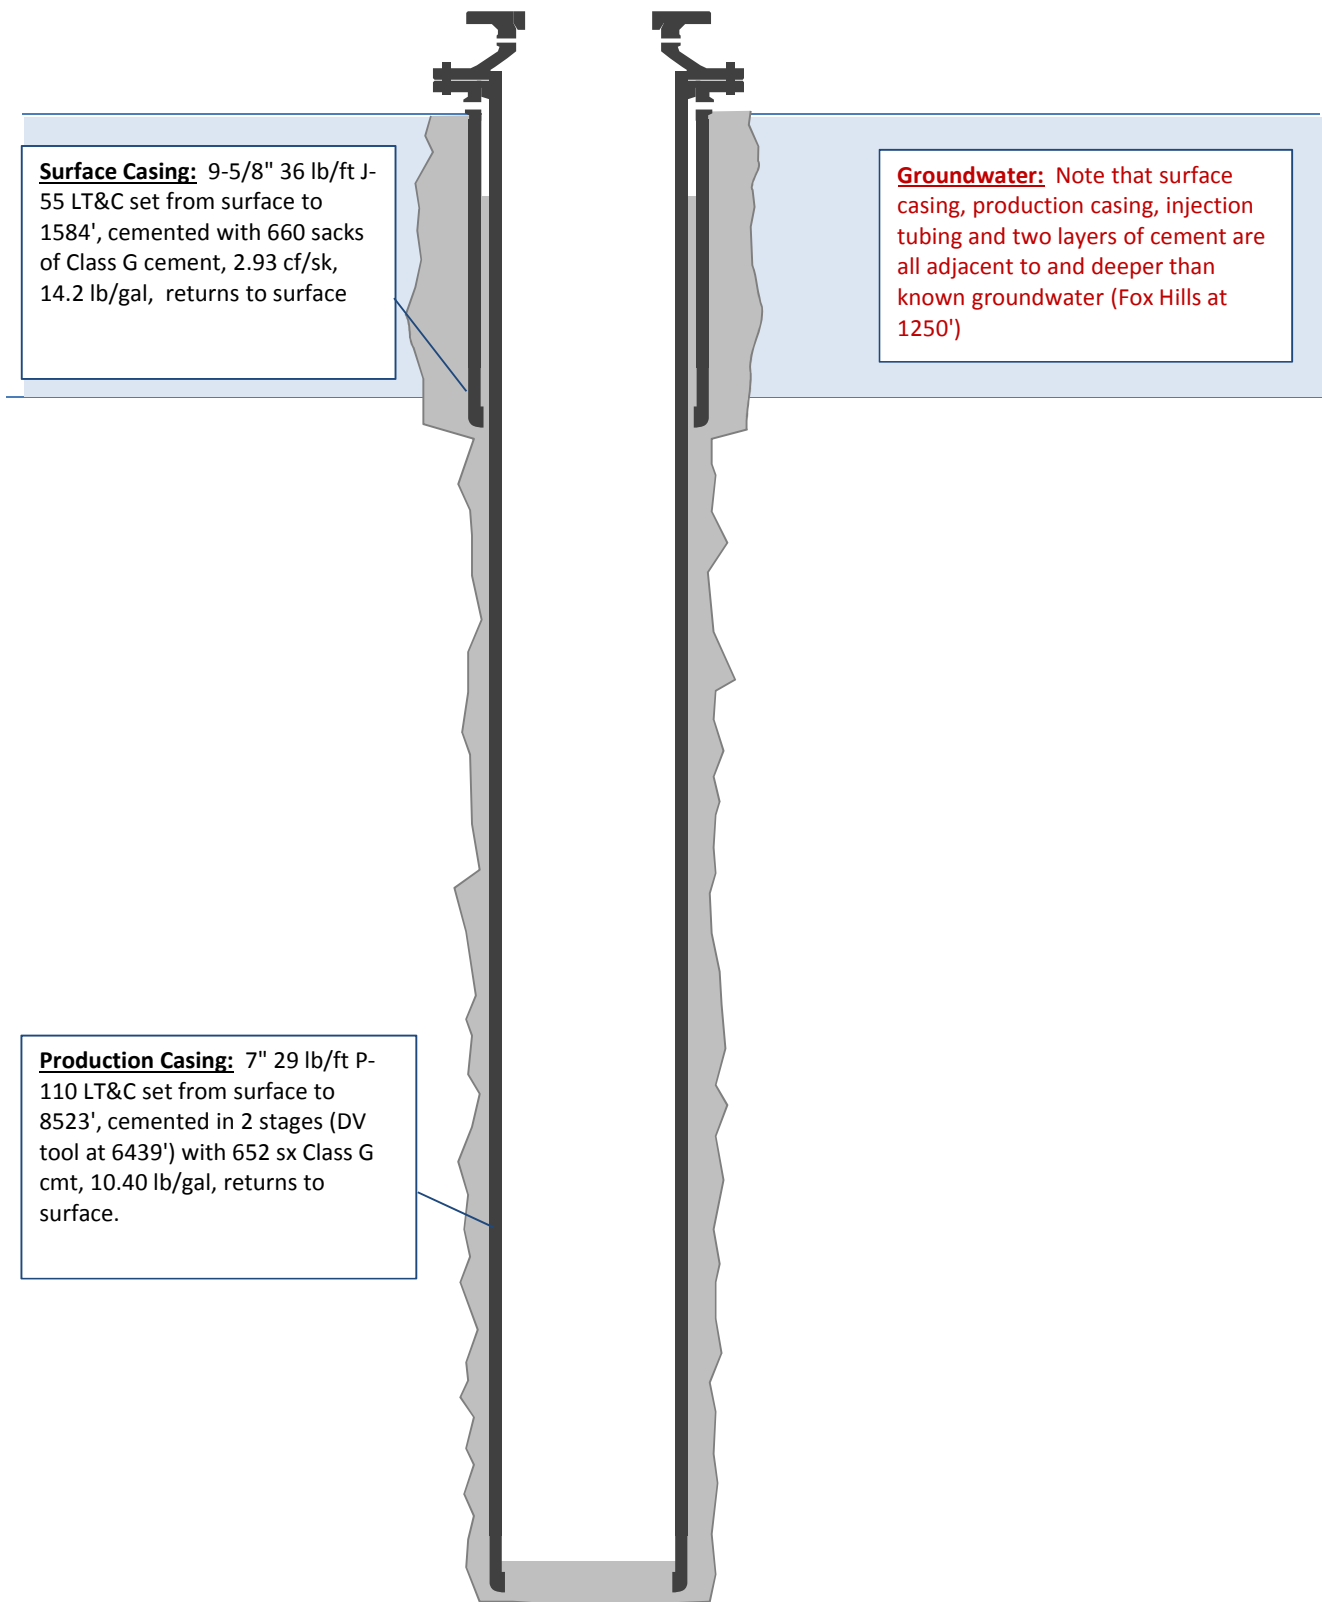 Surface Casing: 9-5/8" 36 lb/ft J-
55 LT&C set from surface to
1584', cemented with 660 sacks
of Class G cement, 2.93 cf/sk,
14.2 lb/gal, returns to surface
Groundwater: Note that surface
casing, production casing, injection
tubing and two layers of cement are
all adjacent to and deeper than
known groundwater (Fox Hills at
1250')
Production Casing: 7" 29 lb/ft P-
110 LT&C set from surface to
8523', cemented in 2 stages (DV
tool at 6439') with 652 sx Class G
cmt, 10.40 lb/gal, returns to
surface.